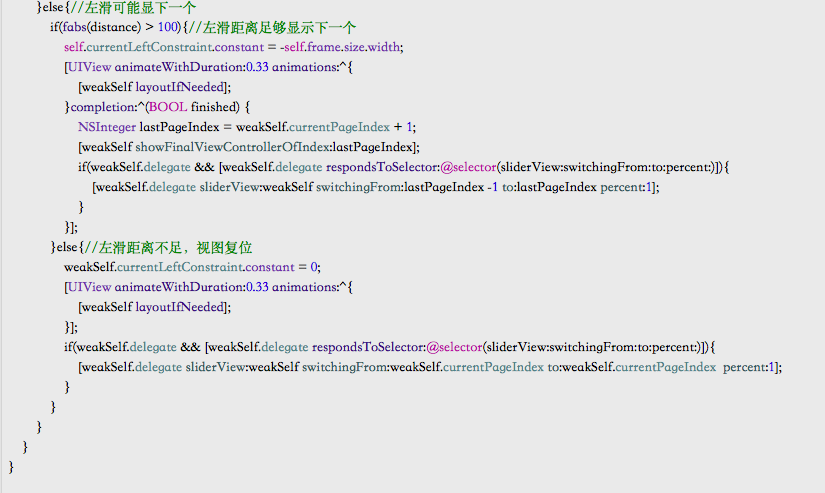 }else{//左滑可能显下一个
if(fabs(distance) > 100){//左滑距离足够显示下一个
self.currentLeftConstraint.constant = -self.frame.size.width;
[UIView animateWithDuration:0.33 animations:^{
[weakSelf layoutIfNeeded];
}completion:^(BOOL finished) {
NSInteger lastPageIndex = weakSelf.currentPageIndex + 1;
[weakSelf showFinalViewControllerOfIndex:lastPageIndex];
if(weakSelf.delegate && [weakSelf.delegate respondsToSelector:@selector(sliderView:switchingFrom:to:percent:)]){
[weakSelf.delegate sliderView:weakSelf switchingFrom:lastPageIndex -1 to:lastPageIndex percent:1];
}
}];
}else{//左滑距离不足，视图复位
weakSelf.currentLeftConstraint.constant = 0;
[UIView animateWithDuration:0.33 animations:^{
[weakSelf layoutIfNeeded];
}];
if(weakSelf.delegate && [weakSelf.delegate respondsToSelector:@selector(sliderView:switchingFrom:to:percent:)]){
[weakSelf.delegate sliderView:weakSelf switchingFrom:weakSelf.currentPageIndex to:weakSelf.currentPageIndex  percent:1];
}
}
}
}
}